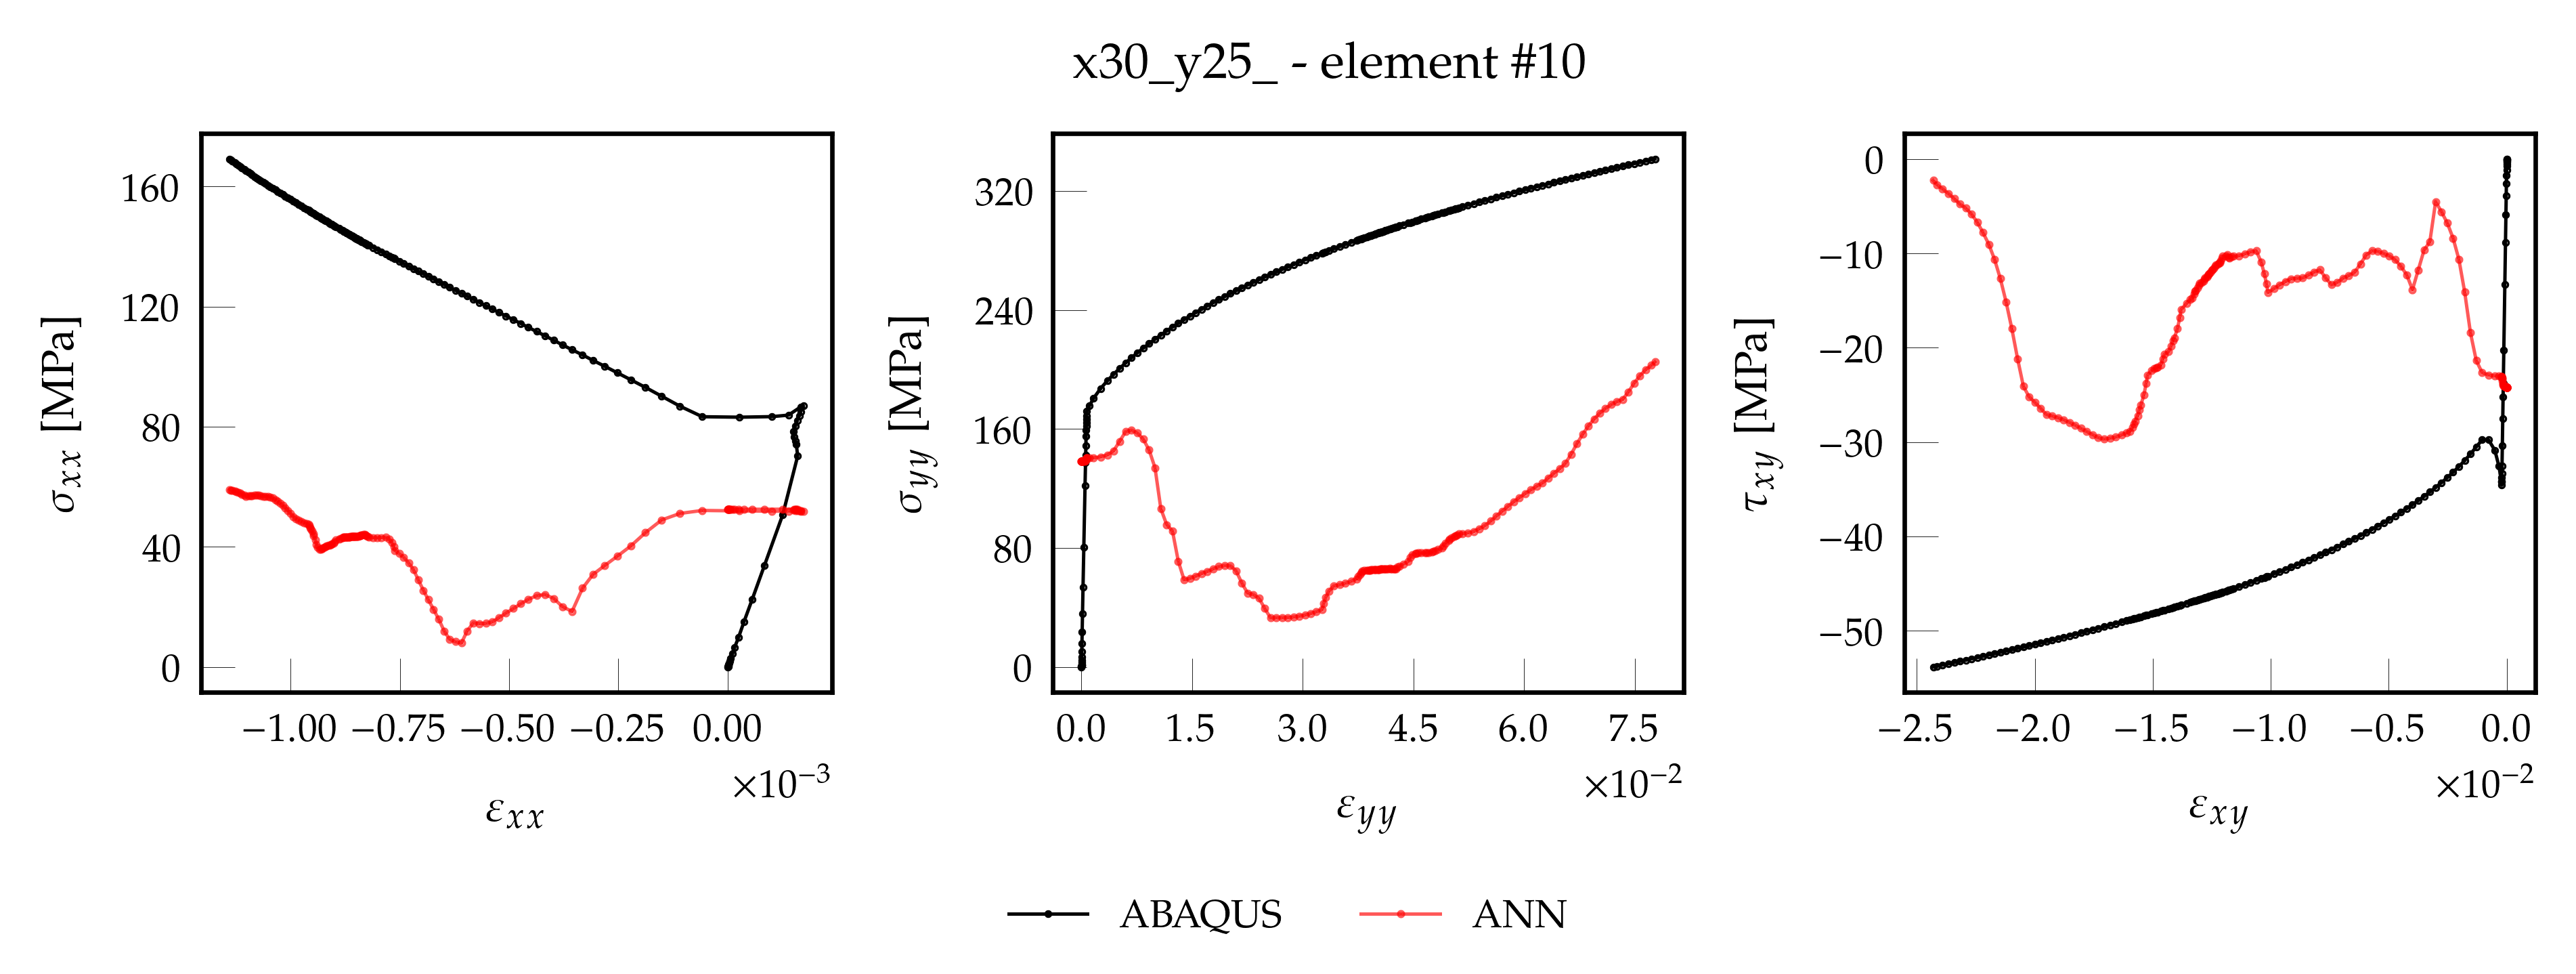 x30_y25_ - element #10
σxx [MPa]
160
120
80
40
0
−1.00 −0.75 −0.50 −0.25 0.00
×10−3
εxx
σyy [MPa]
320
240
160
80
0
0.0 1.5 3.0 4.5 6.0 7.5
×10−2
εyy
τxy [MPa]
0
−10
−20
−30
−40
−50
−2.5 −2.0 −1.5 −1.0 −0.5 0.0
×10−2
εxy
ABAQUS ANN